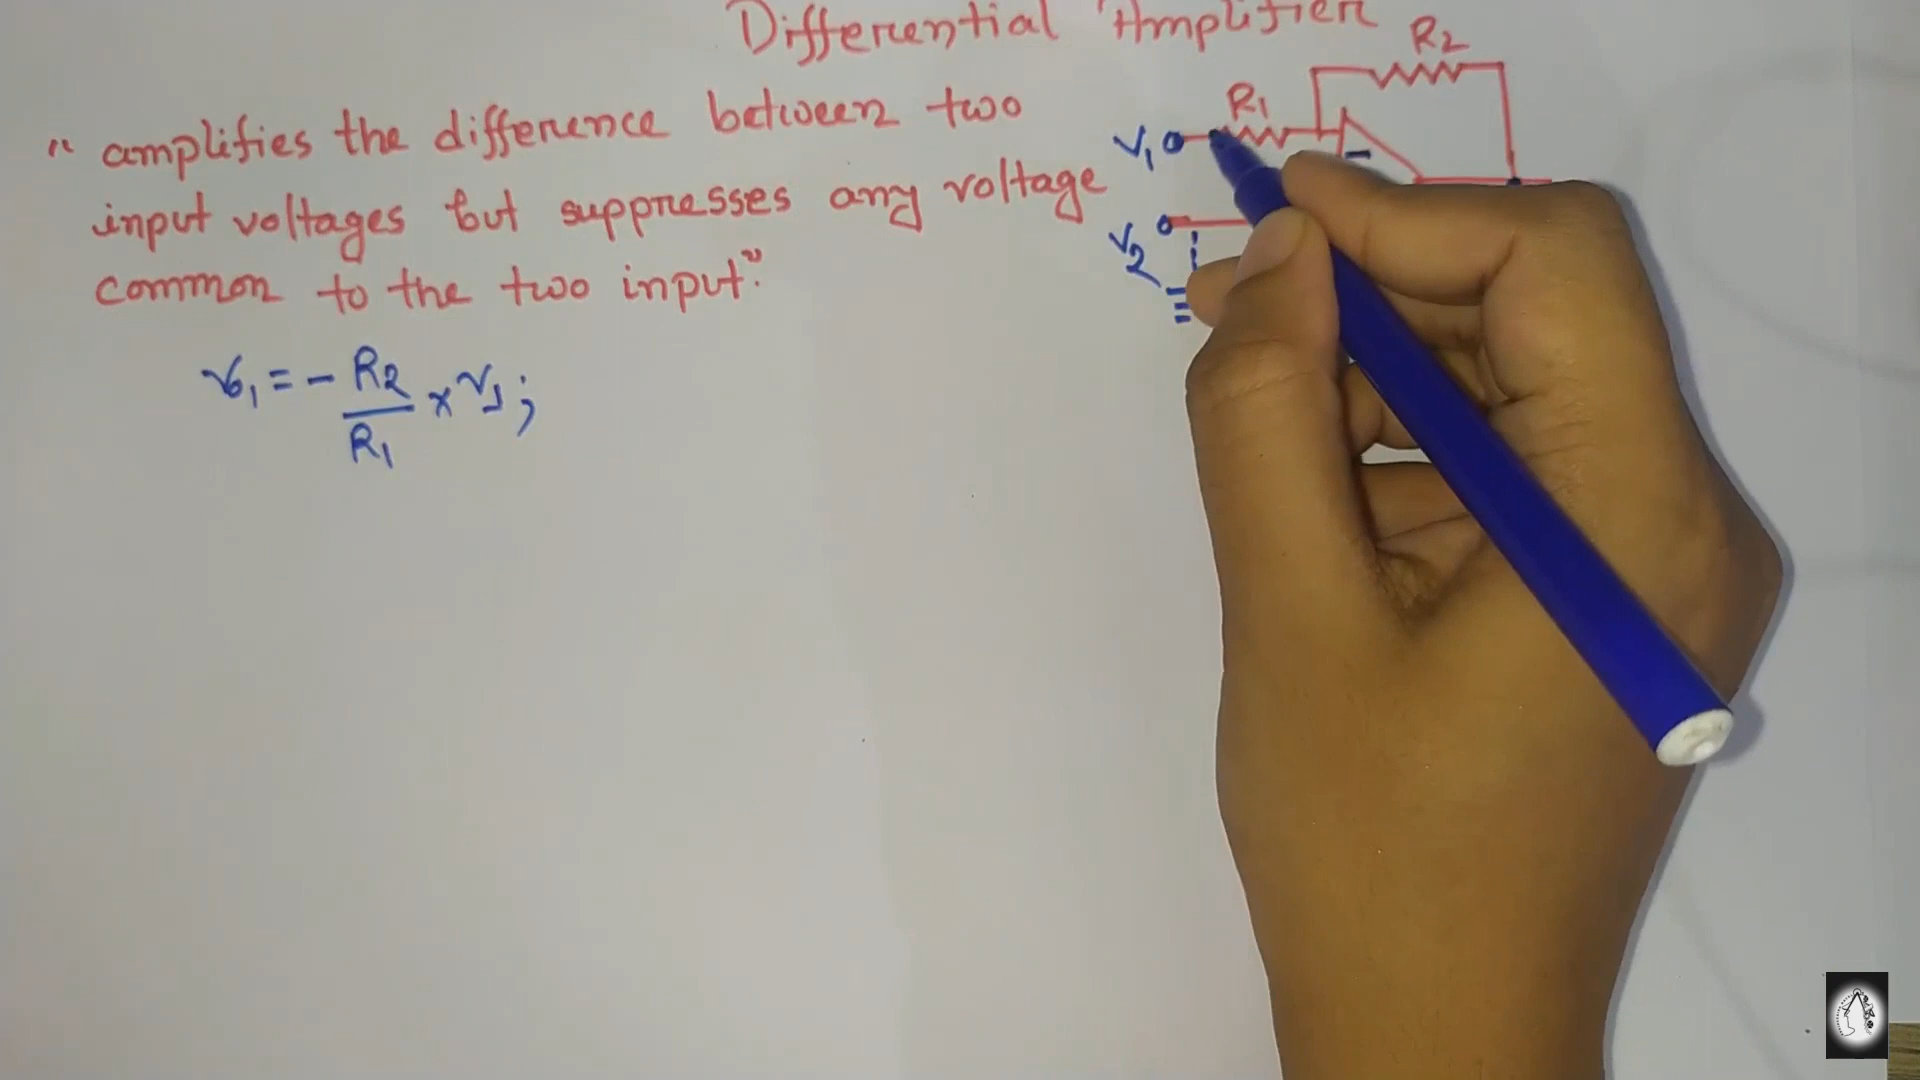 Differential Amplifier
" amplifies the difference between two
input voltages but suppresses any voltage
common to the two input".
R2
R1
V1
-
V2
vo1 = - R2/R1 × v1 ;